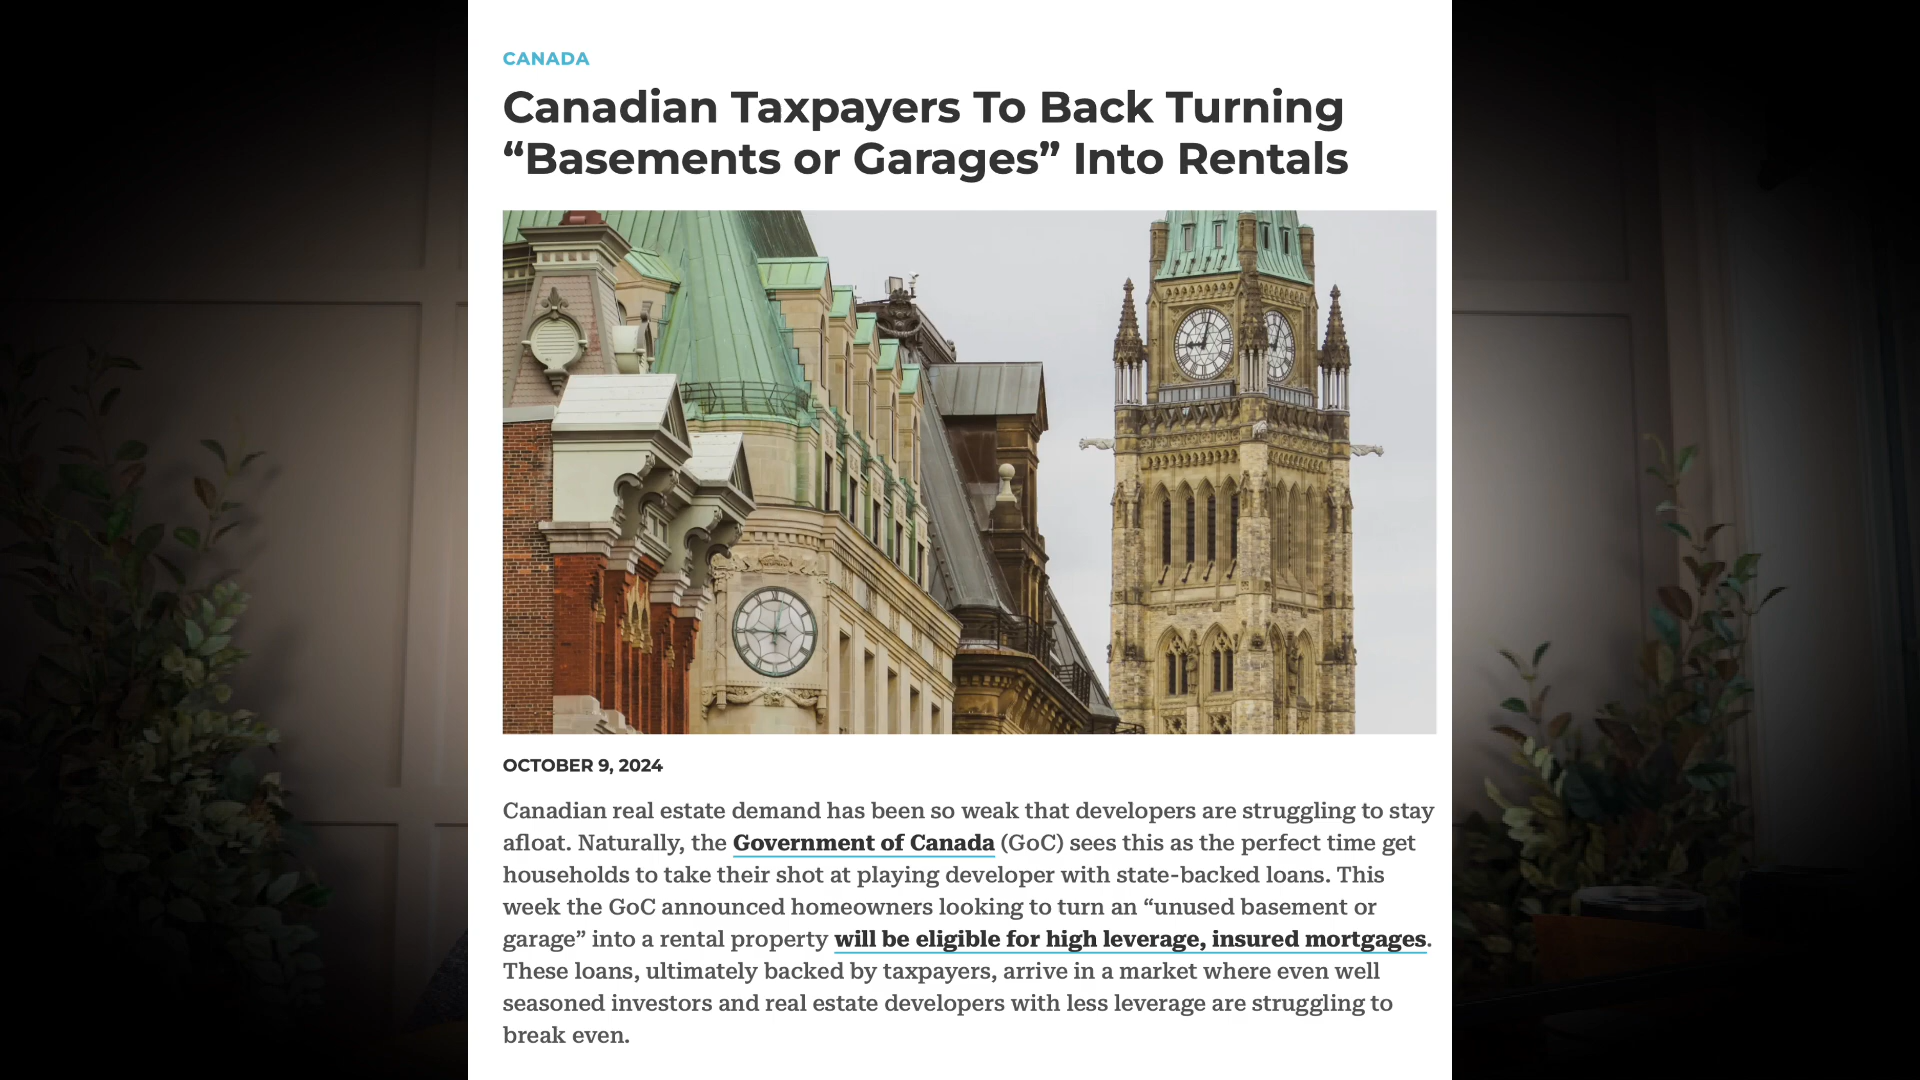 CANADA
Canadian Taxpayers To Back Turning
“Basements or Garages” Into Rentals
OCTOBER 9, 2024
Canadian real estate demand has been so weak that developers are struggling to stay
afloat. Naturally, the Government of Canada (GoC) sees this as the perfect time get
households to take their shot at playing developer with state-backed loans. This
week the GoC announced homeowners looking to turn an “unused basement or
garage” into a rental property will be eligible for high leverage, insured mortgages.
These loans, ultimately backed by taxpayers, arrive in a market where even well
seasoned investors and real estate developers with less leverage are struggling to
break even.